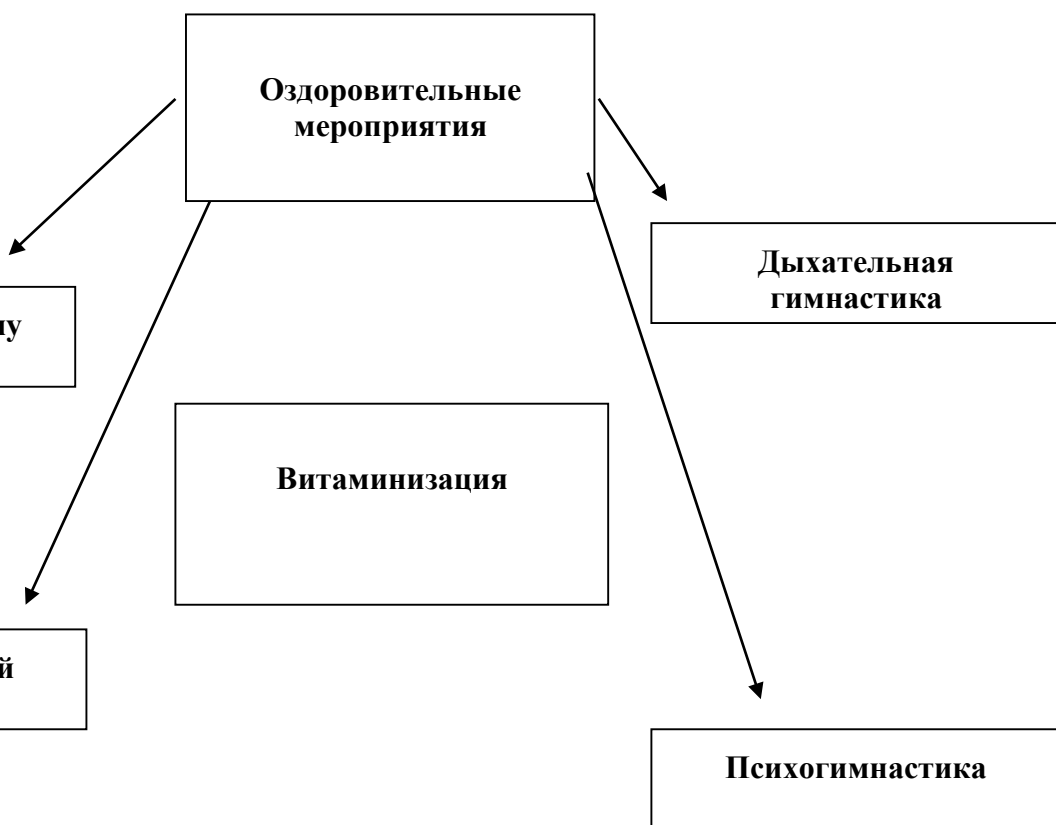 Оздоровительные
мероприятия
Дыхательная
гимнастика
Витаминизация
Психогимнастика